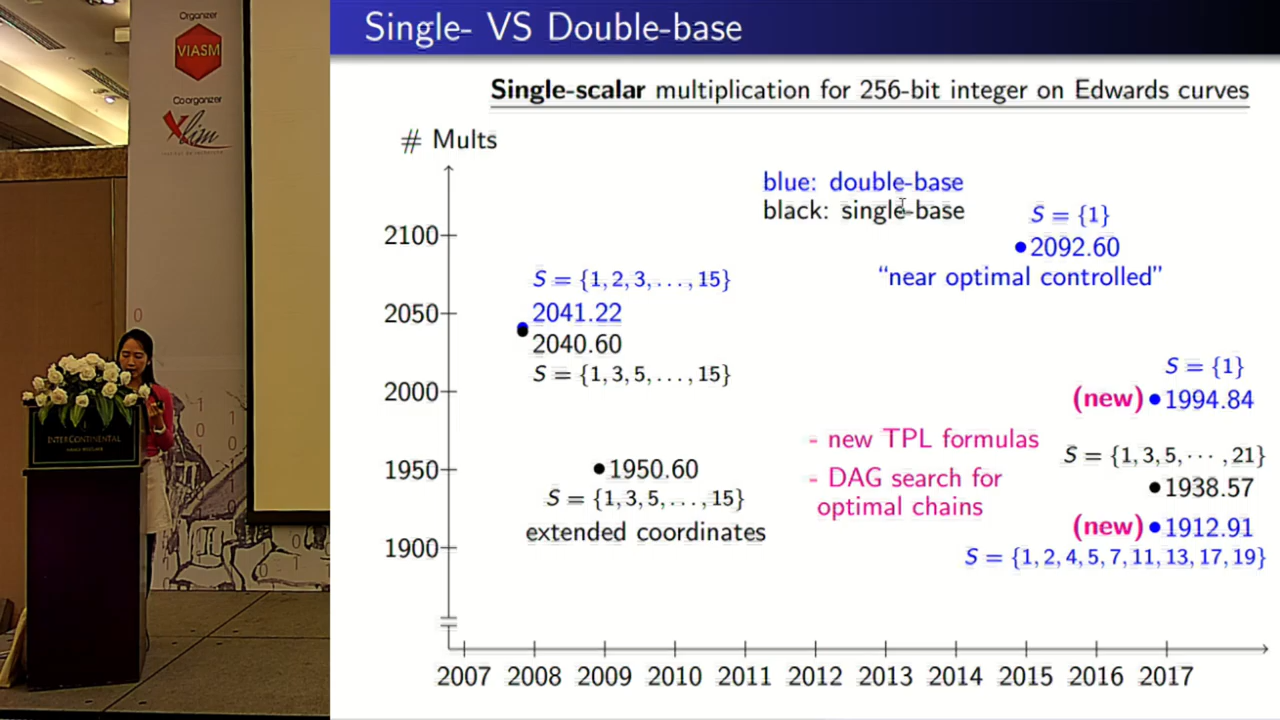 Organizer
VIASM
Coorganizer
Xlim
INTERCONTINENTAL
Single- VS Double-base
Single-scalar multiplication for 256-bit integer on Edwards curves
# Mults
blue: double-base
black: single-base
S = {1}
2092.60
"near optimal controlled"
S = {1, 2, 3, . . . , 15}
2041.22
2040.60
S = {1, 3, 5, . . . , 15}
S = {1}
(new) 1994.84
- new TPL formulas
- DAG search for
optimal chains
S = {1, 3, 5, · · · , 21}
1938.57
(new) 1912.91
S = {1, 2, 4, 5, 7, 11, 13, 17, 19}
1950.60
S = {1, 3, 5, . . . , 15}
extended coordinates
2100
2050
2000
1950
1900
2007 2008 2009 2010 2011 2012 2013 2014 2015 2016 2017